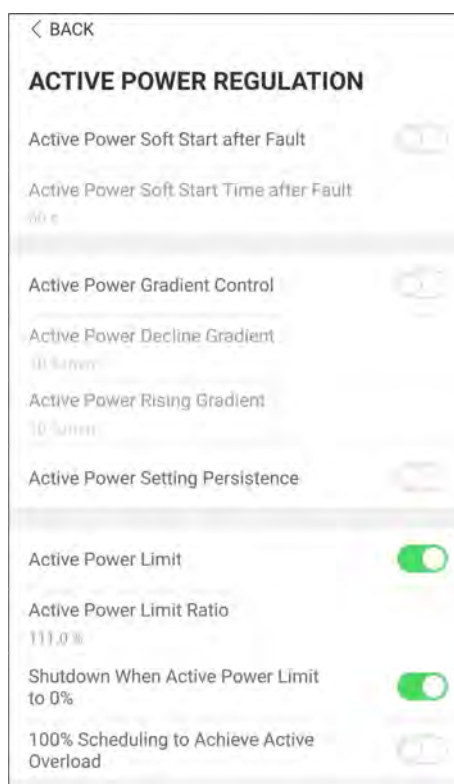 < BACK
ACTIVE POWER REGULATION
Active Power Soft Start after Fault
Active Power Soft Start Time after Fault
Active Power Gradient Control
Active Power Decline Gradient
Active Power Rising Gradient
Active Power Setting Persistence
Active Power Limit
Active Power Limit Ratio
111.0 %
Shutdown When Active Power Limit
to 0%
100% Scheduling to Achieve Active
Overload